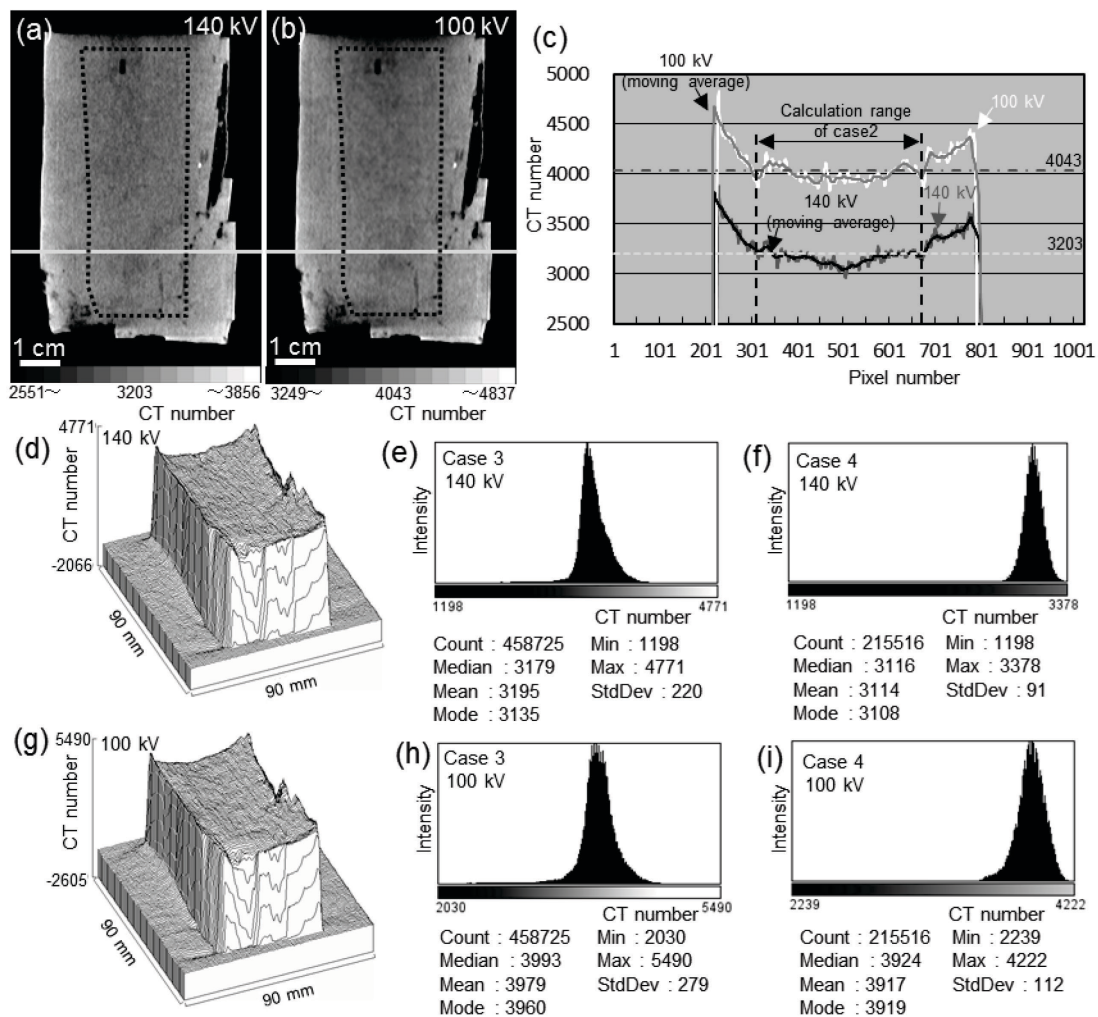 (a) 140 kV
1 cm
2551～ 3203 ～3856
(b) 100 kV
3249～ 4043 ～4837
CT number
(c)
CT number
5000
4500
4000
3500
3000
2500
100 kV
(moving average)
Calculation range
of case2
100 kV
4043
140 kV
(moving average)
140 kV
3203
1 101 201 301 401 501 601 701 801 901 1001
Pixel number
(d)
4771
140 kV
CT number
-2066
90 mm
90 mm
(e)
Case 3
140 kV
Intensity
1198 4771
CT number
Count : 458725 Min : 1198
Median : 3179 Max : 4771
Mean : 3195 StdDev : 220
Mode : 3135
(f)
Case 4
140 kV
Intensity
1198 3378
CT number
Count : 215516 Min : 1198
Median : 3116 Max : 3378
Mean : 3114 StdDev : 91
Mode : 3108
(g)
5490
100 kV
CT number
-2605
90 mm
90 mm
(h)
Case 3
100 kV
Intensity
2030 5490
CT number
Count : 458725 Min : 2030
Median : 3993 Max : 5490
Mean : 3979 StdDev : 279
Mode : 3960
(i)
Case 4
100 kV
Intensity
2239 4222
CT number
Count : 215516 Min : 2239
Median : 3924 Max : 4222
Mean : 3917 StdDev : 112
Mode : 3919